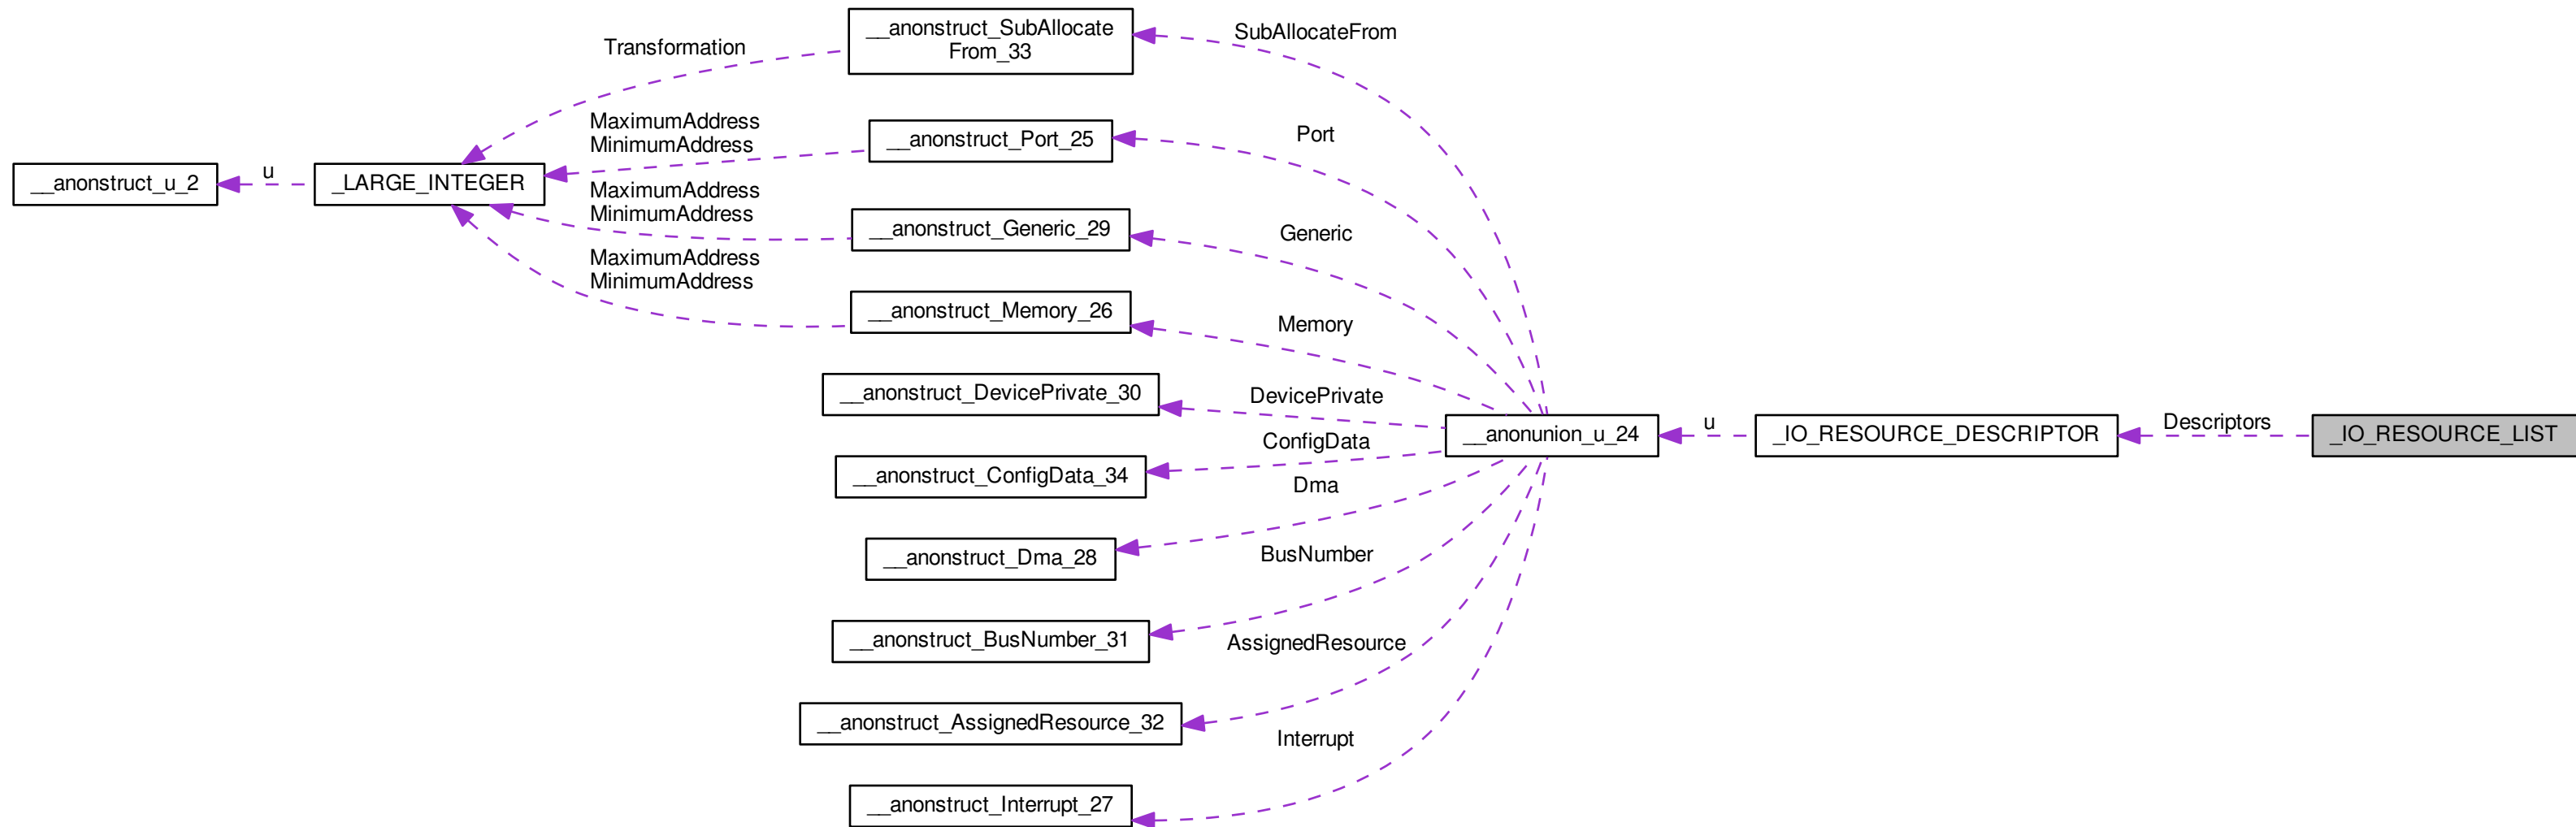 __anonstruct_SubAllocate
From_33
SubAllocateFrom
Transformation
MaximumAddress
MinimumAddress
__anonstruct_Port_25
Port
__anonstruct_u_2
u
_LARGE_INTEGER
MaximumAddress
MinimumAddress
__anonstruct_Generic_29
Generic
MaximumAddress
MinimumAddress
__anonstruct_Memory_26
Memory
__anonstruct_DevicePrivate_30
DevicePrivate
__anonunion_u_24
u
_IO_RESOURCE_DESCRIPTOR
Descriptors
_IO_RESOURCE_LIST
ConfigData
__anonstruct_ConfigData_34
Dma
__anonstruct_Dma_28
BusNumber
__anonstruct_BusNumber_31
AssignedResource
__anonstruct_AssignedResource_32
Interrupt
__anonstruct_Interrupt_27